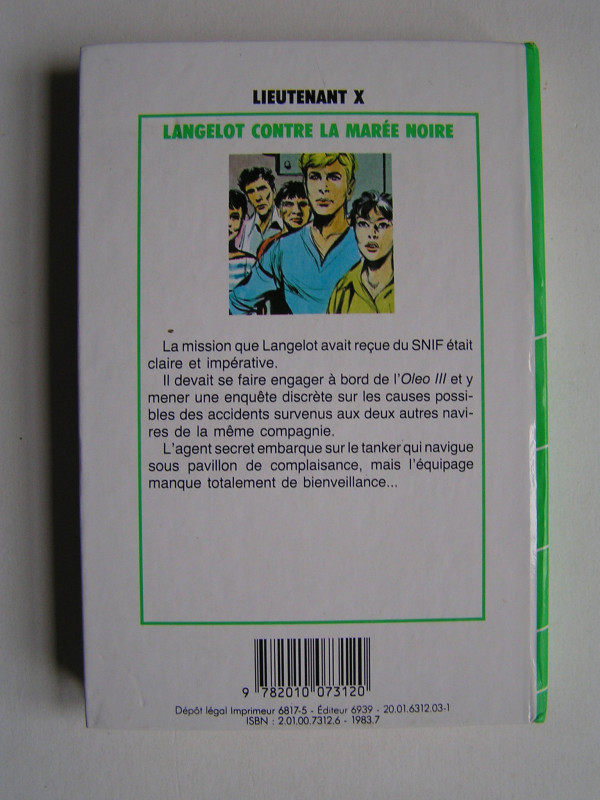 LIEUTENANT X
LANGELOT CONTRE LA MARÉE NOIRE
La mission que Langelot avait reçue du SNIF était
claire et impérative.
Il devait se faire engager à bord de l'Oleo III et y
mener une enquête discrète sur les causes possi-
bles des accidents survenus aux deux autres navi-
res de la même compagnie.
L'agent secret embarque sur le tanker qui navigue
sous pavillon de complaisance, mais l'équipage
manque totalement de bienveillance...
9 782010 073120
Dépôt légal Imprimeur 6817-5 - Éditeur 6939 - 20.01.6312.03-1
ISBN : 2.01.00.7312.6 - 1983.7